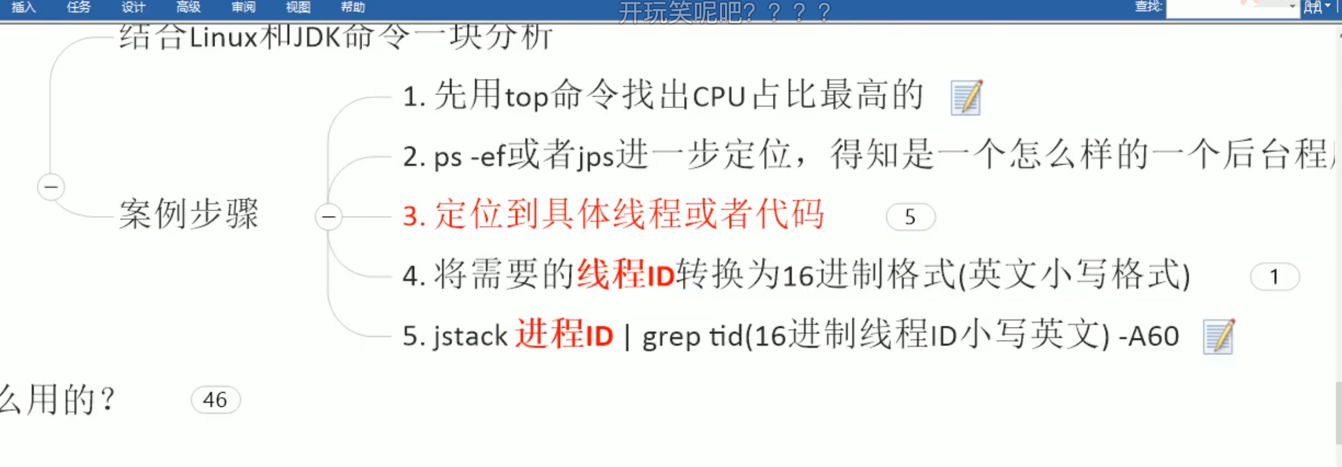 插入 任务 设计 高级 审阅 视图 帮助 开玩笑呢吧？？？？ 查找:
结合Linux和JDK命令一块分析
1. 先用top命令找出CPU占比最高的
2. ps -ef或者jps进一步定位，得知是一个怎么样的一个后台程
案例步骤
3. 定位到具体线程或者代码 5
4. 将需要的线程ID转换为16进制格式(英文小写格式) 1
5. jstack 进程ID | grep tid(16进制线程ID小写英文) -A60
么用的？ 46